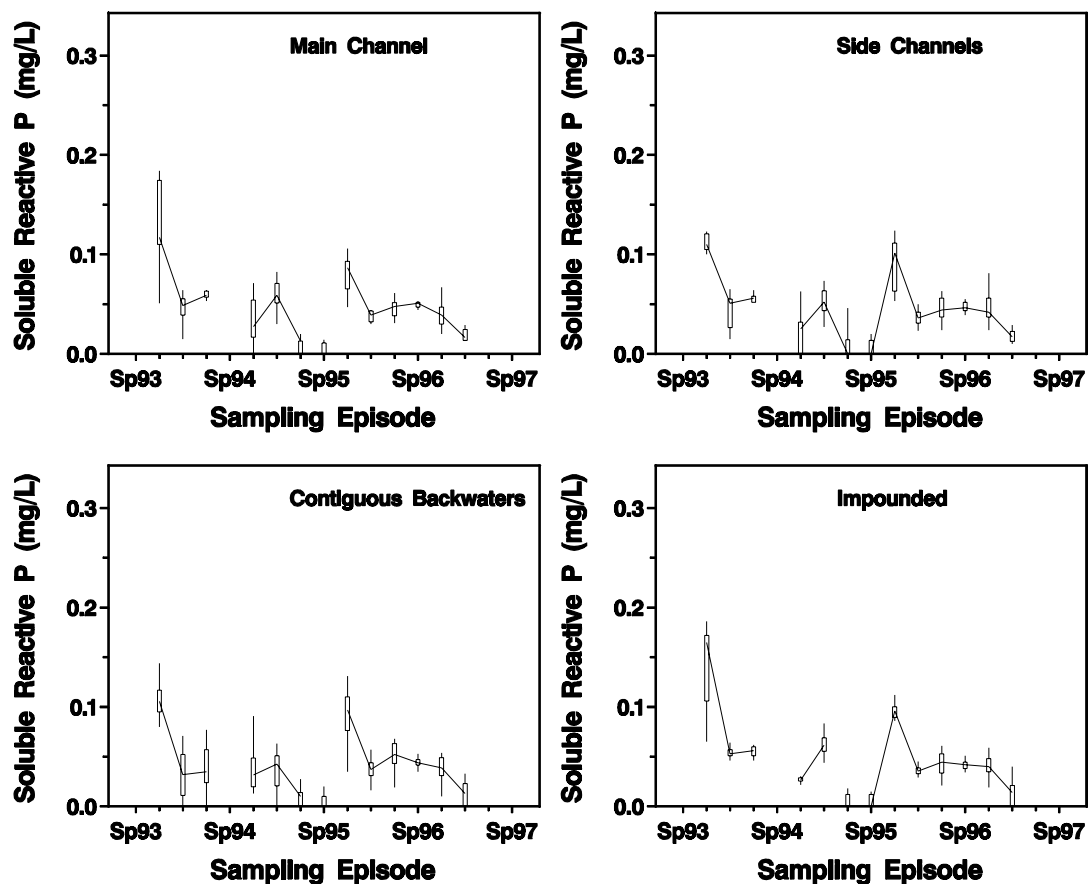 Main Channel
Soluble Reactive P (mg/L)
0.3
0.2
0.1
0.0
Sp93 Sp94 Sp95 Sp96 Sp97
Sampling Episode
Side Channels
Soluble Reactive P (mg/L)
0.3
0.2
0.1
0.0
Sp93 Sp94 Sp95 Sp96 Sp97
Sampling Episode
Contiguous Backwaters
Soluble Reactive P (mg/L)
0.3
0.2
0.1
0.0
Sp93 Sp94 Sp95 Sp96 Sp97
Sampling Episode
Impounded
Soluble Reactive P (mg/L)
0.3
0.2
0.1
0.0
Sp93 Sp94 Sp95 Sp96 Sp97
Sampling Episode